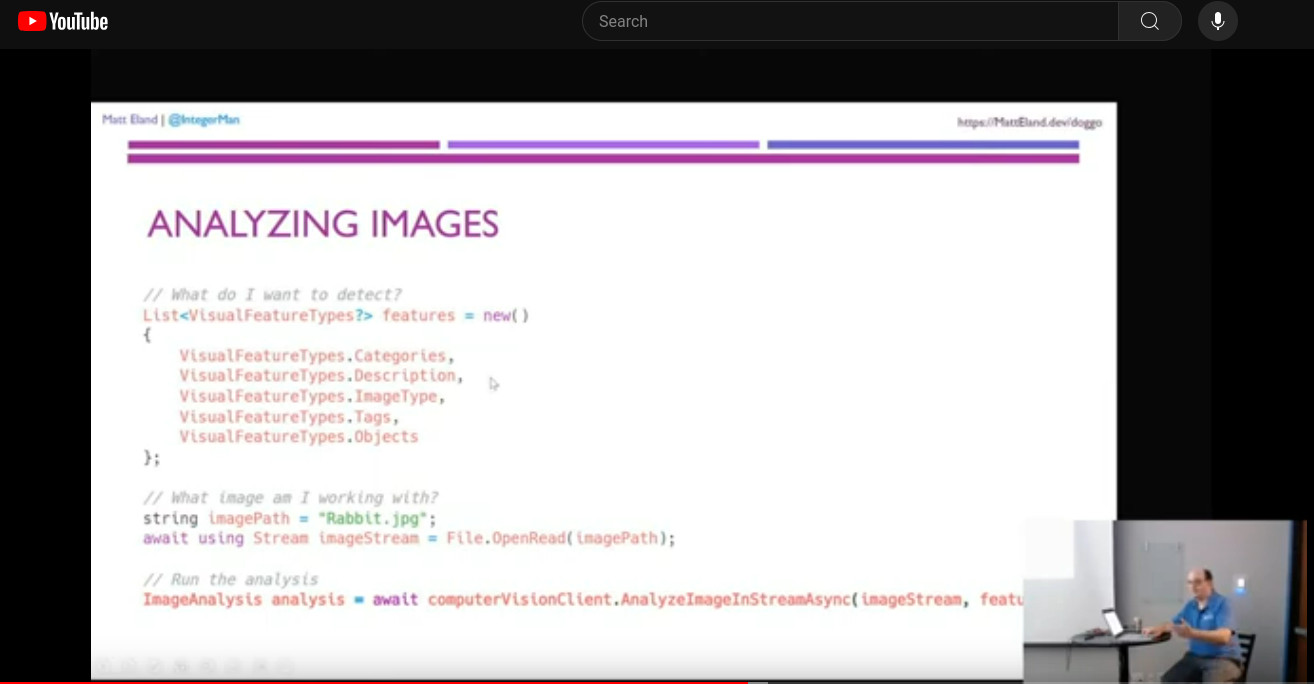 YouTube
Search
Matt Eland | @IntegerMan
https://MattEland.dev/doggo
ANALYZING IMAGES
// What do I want to detect?
List<VisualFeatureTypes?> features = new()
{
VisualFeatureTypes.Categories,
VisualFeatureTypes.Description,
VisualFeatureTypes.ImageType,
VisualFeatureTypes.Tags,
VisualFeatureTypes.Objects
};
// What image am I working with?
string imagePath = "Rabbit.jpg";
await using Stream imageStream = File.OpenRead(imagePath);
// Run the analysis
ImageAnalysis analysis = await computerVisionClient.AnalyzeImageInStreamAsync(imageStream, featu